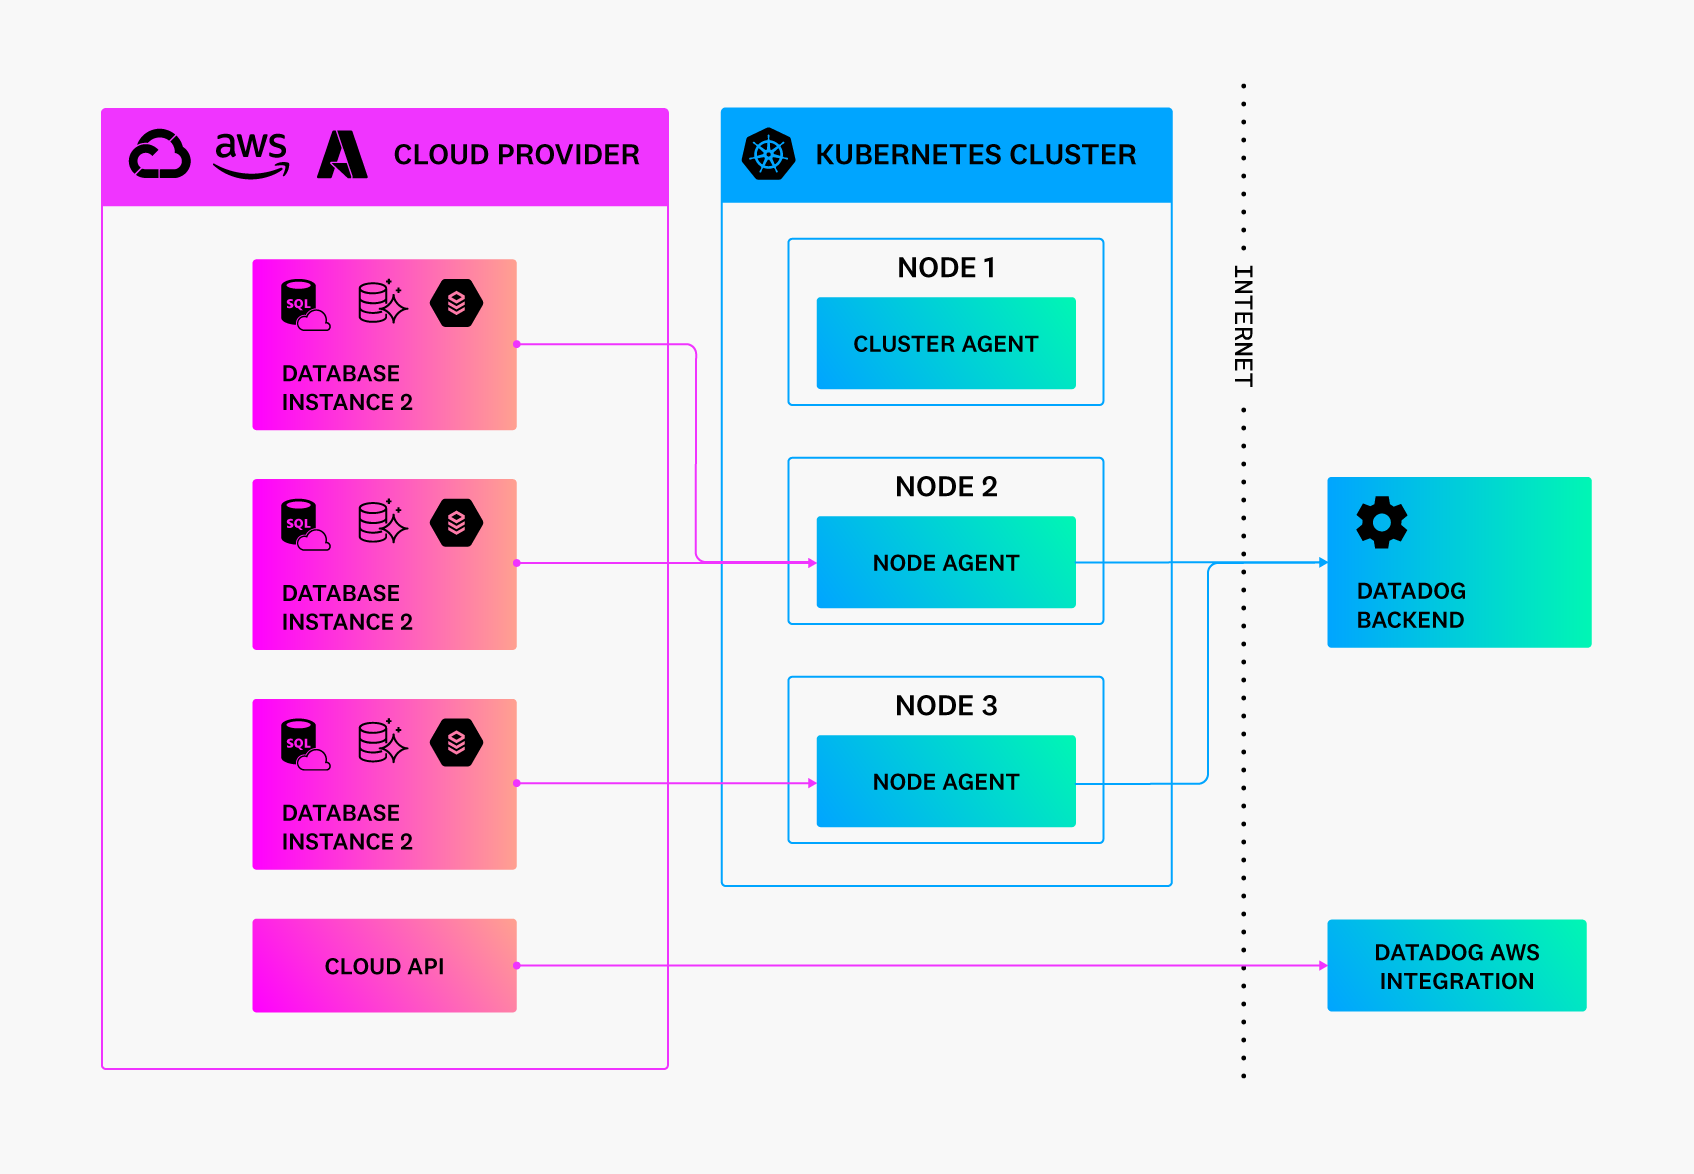 aws
CLOUD PROVIDER
SQL
DATABASE
INSTANCE 2
SQL
DATABASE
INSTANCE 2
SQL
DATABASE
INSTANCE 2
CLOUD API
KUBERNETES CLUSTER
NODE 1
CLUSTER AGENT
NODE 2
NODE AGENT
NODE 3
NODE AGENT
INTERNET
DATADOG
BACKEND
DATADOG AWS
INTEGRATION